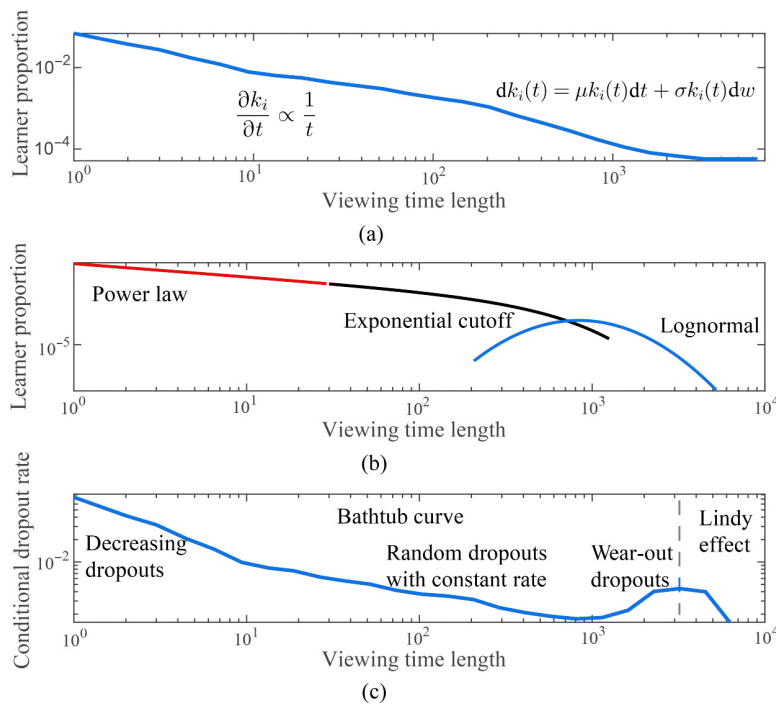 Learner proportion
10^-2
10^-4
∂k_i/∂t ∝ 1/t
dk_i(t) = μk_i(t)dt + σk_i(t)dw
10^0 10^1 10^2 10^3
Viewing time length
(a)
Learner proportion
10^-5
Power law
Exponential cutoff
Lognormal
10^0 10^1 10^2 10^3 10^4
Viewing time length
(b)
Conditional dropout rate
10^-2
Bathtub curve
Decreasing
dropouts
Random dropouts
with constant rate
Wear-out
dropouts
Lindy
effect
10^0 10^1 10^2 10^3 10^4
Viewing time length
(c)